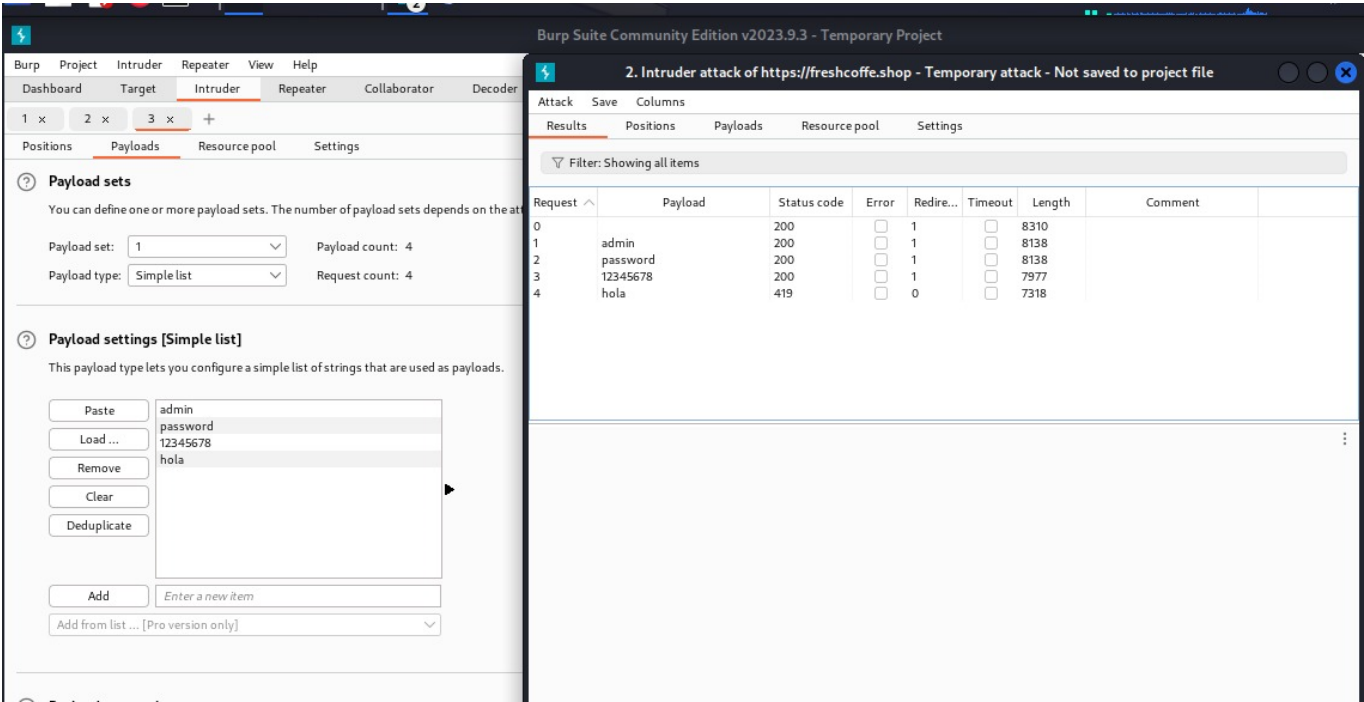 2
Burp Suite Community Edition v2023.9.3 - Temporary Project
Burp Project Intruder Repeater View Help
Dashboard Target Intruder Repeater Collaborator Decoder
1 × 2 × 3 × +
Positions Payloads Resource pool Settings
? Payload sets
You can define one or more payload sets. The number of payload sets depends on the att
Payload set: 1 Payload count: 4
Payload type: Simple list Request count: 4
? Payload settings [Simple list]
This payload type lets you configure a simple list of strings that are used as payloads.
Paste
Load ...
Remove
Clear
Deduplicate
admin
password
12345678
hola
Add Enter a new item
Add from list ... [Pro version only]
2. Intruder attack of https://freshcoffe.shop - Temporary attack - Not saved to project file
Attack Save Columns
Results Positions Payloads Resource pool Settings
Filter: Showing all items
Request Payload Status code Error Redire... Timeout Length Comment
0 200 1 8310
1 admin 200 1 8138
2 password 200 1 8138
3 12345678 200 1 7977
4 hola 419 0 7318